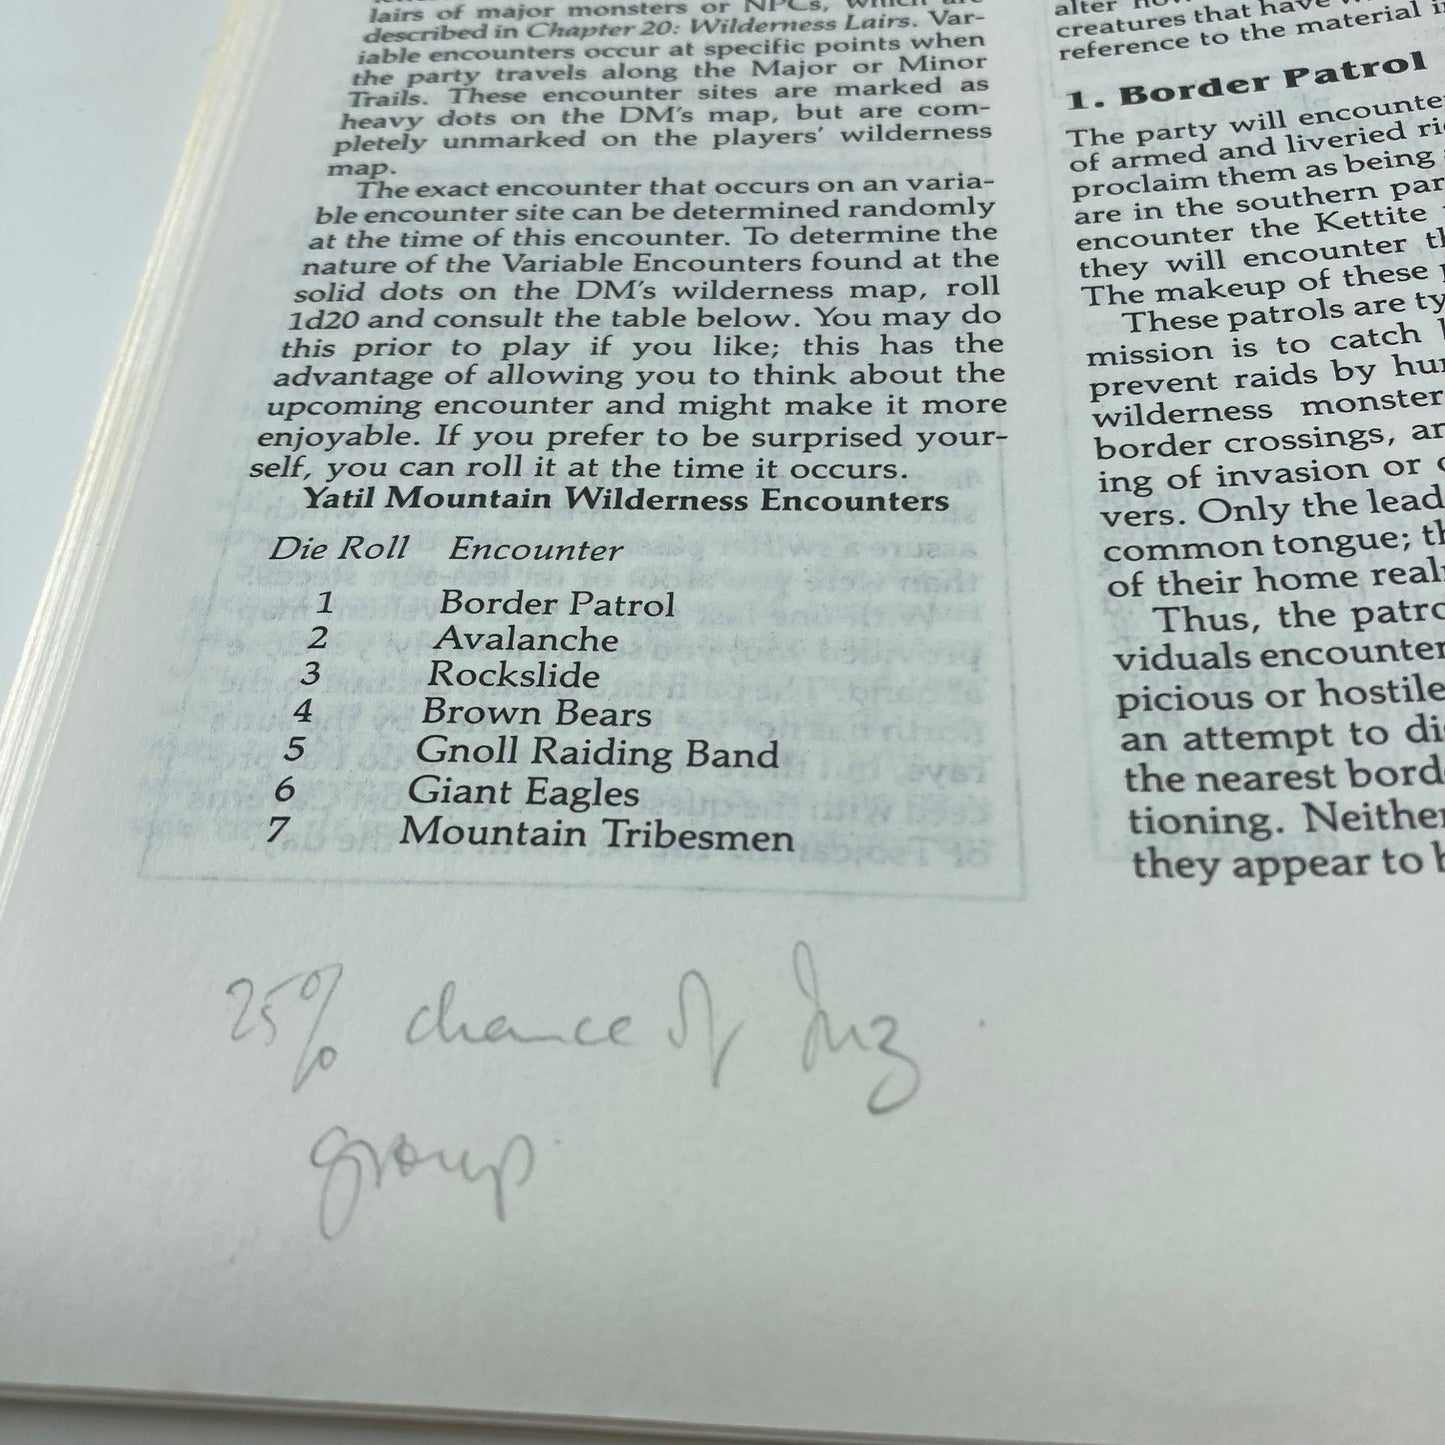 lairs of major monsters or NPCs, which are
described in Chapter 20: Wilderness Lairs. Var-
iable encounters occur at specific points when
the party travels along the Major or Minor
Trails. These encounter sites are marked as
heavy dots on the DM's map, but are com-
pletely unmarked on the players' wilderness
map.
The exact encounter that occurs on an varia-
ble encounter site can be determined randomly
at the time of this encounter. To determine the
nature of the Variable Encounters found at the
solid dots on the DM's wilderness map, roll
1d20 and consult the table below. You may do
this prior to play if you like; this has the
advantage of allowing you to think about the
upcoming encounter and might make it more
enjoyable. If you prefer to be surprised your-
self, you can roll it at the time it occurs.
Yatil Mountain Wilderness Encounters
Die Roll Encounter
1 Border Patrol
2 Avalanche
3 Rockslide
4 Brown Bears
5 Gnoll Raiding Band
6 Giant Eagles
7 Mountain Tribesmen
25% chance of
group
alter
creatures that have
reference to the material
1. Border Patrol
The party will
of armed and liveried
proclaim them as being
are in the southern
encounter the Kettite
they will encounter
The makeup of these
These patrols are
mission is to catch
prevent raids by
wilderness
border crossings,
ing of invasion or
vers. Only the
common tongue;
of their home
Thus, the
viduals
picious or hostile
an attempt to
the nearest
tioning.
they appear to